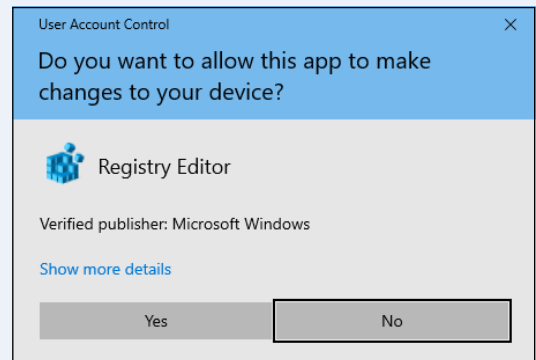 User Account Control
Do you want to allow this app to make
changes to your device?
Registry Editor
Verified publisher: Microsoft Windows
Show more details
Yes
No